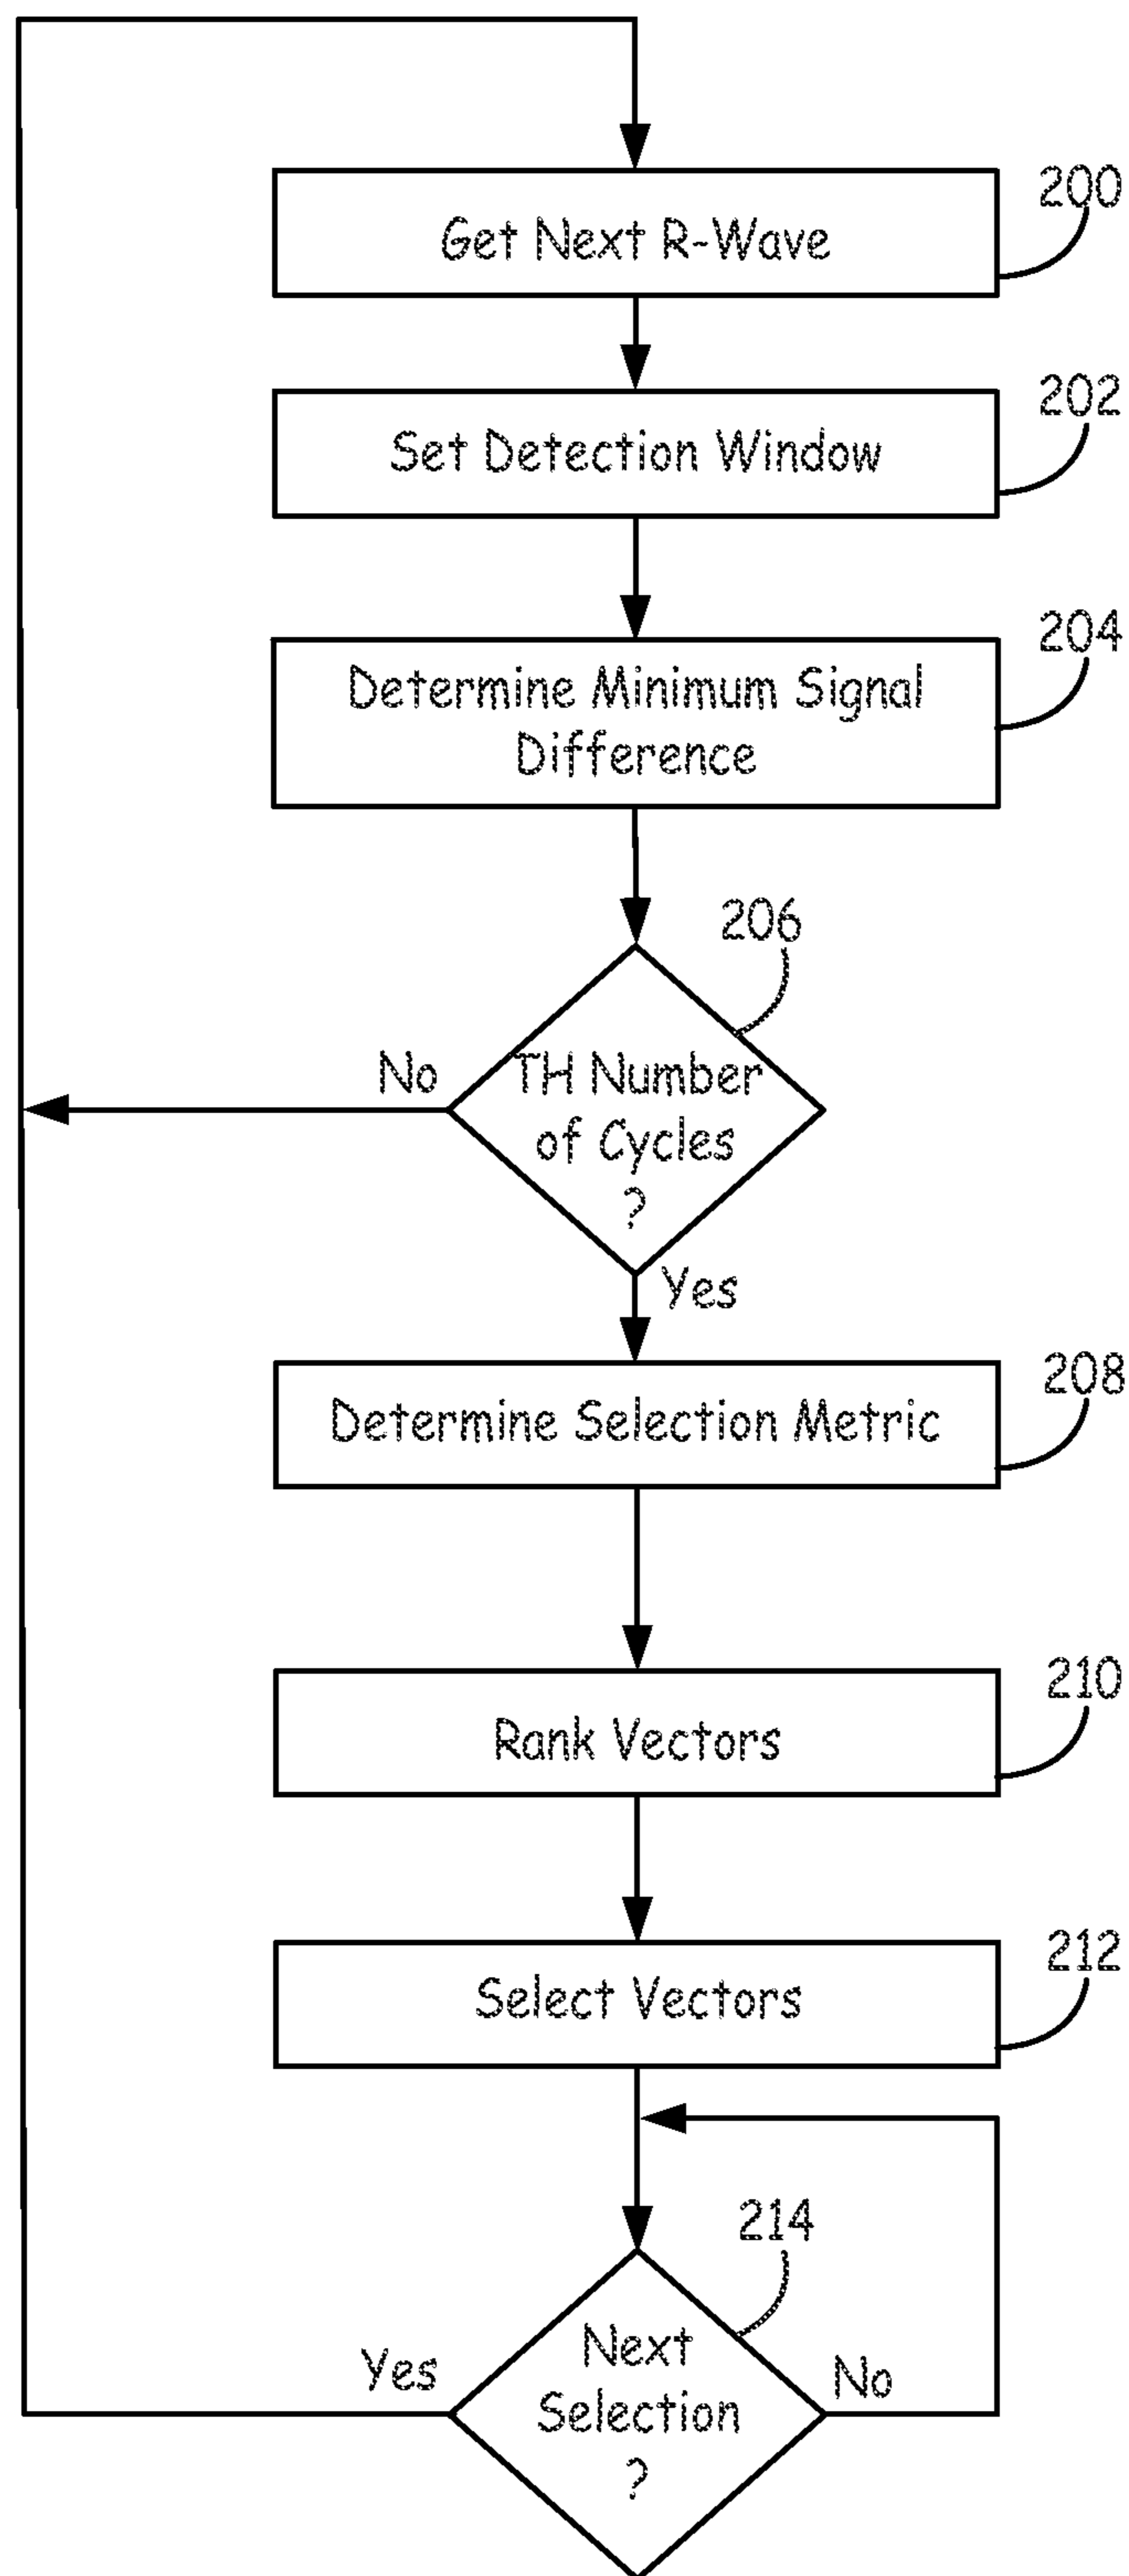 200
Get Next R-Wave
202
Set Detection Window
204
Determine Minimum Signal
Difference
206
No
TH Number
of Cycles
?
Yes
208
Determine Selection Metric
210
Rank Vectors
212
Select Vectors
214
Yes
Next
Selection
?
No